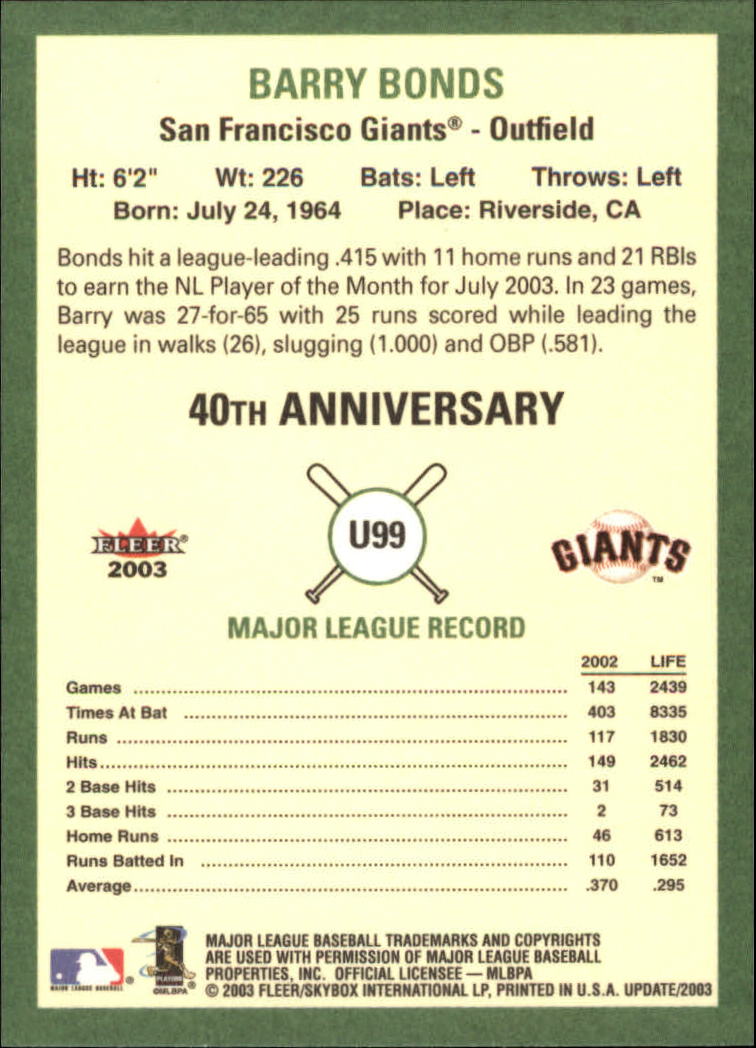 BARRY BONDS
San Francisco Giants® - Outfield
Ht: 6'2" Wt: 226 Bats: Left Throws: Left
Born: July 24, 1964 Place: Riverside, CA
Bonds hit a league-leading .415 with 11 home runs and 21 RBIs
to earn the NL Player of the Month for July 2003. In 23 games,
Barry was 27-for-65 with 25 runs scored while leading the
league in walks (26), slugging (1.000) and OBP (.581).
40TH ANNIVERSARY
U99
FLEER®
2003
GIANTS™
MAJOR LEAGUE RECORD
2002 LIFE
Games 143 2439
Times At Bat 403 8335
Runs 117 1830
Hits 149 2462
2 Base Hits 31 514
3 Base Hits 2 73
Home Runs 46 613
Runs Batted In 110 1652
Average .370 .295
MAJOR LEAGUE BASEBALL®
PLAYERS
©MLBPA®
MAJOR LEAGUE BASEBALL TRADEMARKS AND COPYRIGHTS
ARE USED WITH PERMISSION OF MAJOR LEAGUE BASEBALL
PROPERTIES, INC. OFFICIAL LICENSEE — MLBPA
© 2003 FLEER/SKYBOX INTERNATIONAL LP, PRINTED IN U.S.A. UPDATE/2003